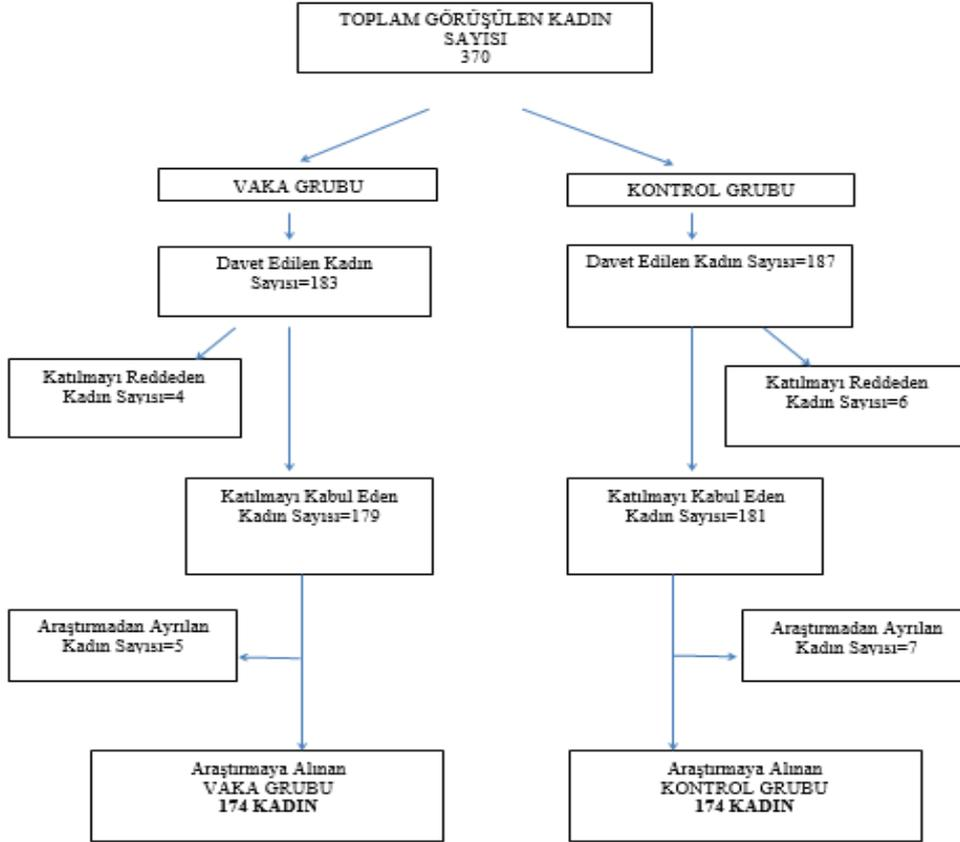 TOPLAM GÖRÜŞÜLEN KADIN
SAYISI
370
VAKA GRUBU
KONTROL GRUBU
Davet Edilen Kadın
Sayısı=183
Davet Edilen Kadın Sayısı=187
Katılmayı Reddeden
Kadın Sayısı=4
Katılmayı Reddeden
Kadın Sayısı=6
Katılmayı Kabul Eden
Kadın Sayısı=179
Katılmayı Kabul Eden
Kadın Sayısı=181
Araştırmadan Ayrılan
Kadın Sayısı=5
Araştırmadan Ayrılan
Kadın Sayısı=7
Araştırmaya Alınan
VAKA GRUBU
174 KADIN
Araştırmaya Alınan
KONTROL GRUBU
174 KADIN